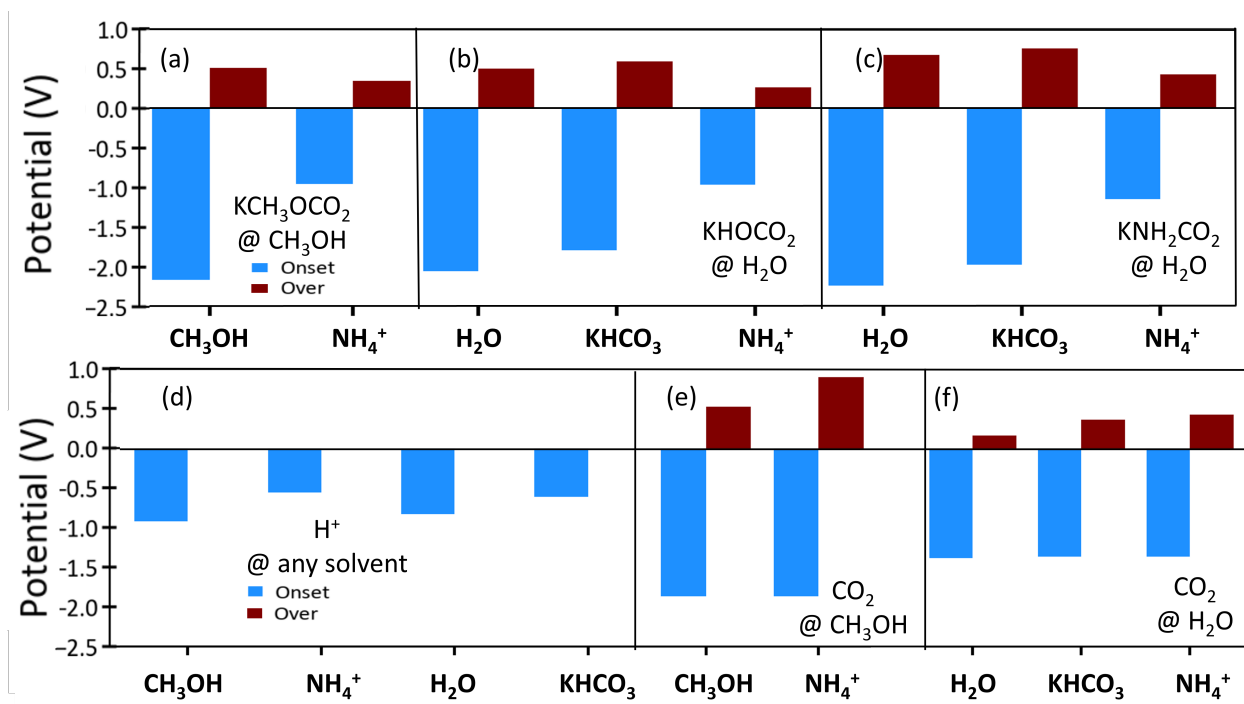 Potential (V)
1.0
0.5
0.0
-0.5
-1.0
-1.5
-2.0
−2.5
(a)
KCH₃OCO₂
@ CH₃OH
Onset
Over
(b)
KHOCO₂
@ H₂O
(c)
KNH₂CO₂
@ H₂O
CH₃OH NH₄⁺ H₂O KHCO₃ NH₄⁺ H₂O KHCO₃ NH₄⁺
Potential (V)
1.0
0.5
0.0
-0.5
-1.0
-1.5
-2.0
−2.5
(d)
H⁺
@ any solvent
Onset
Over
(e)
CO₂
@ CH₃OH
(f)
CO₂
@ H₂O
CH₃OH NH₄⁺ H₂O KHCO₃ CH₃OH NH₄⁺ H₂O KHCO₃ NH₄⁺